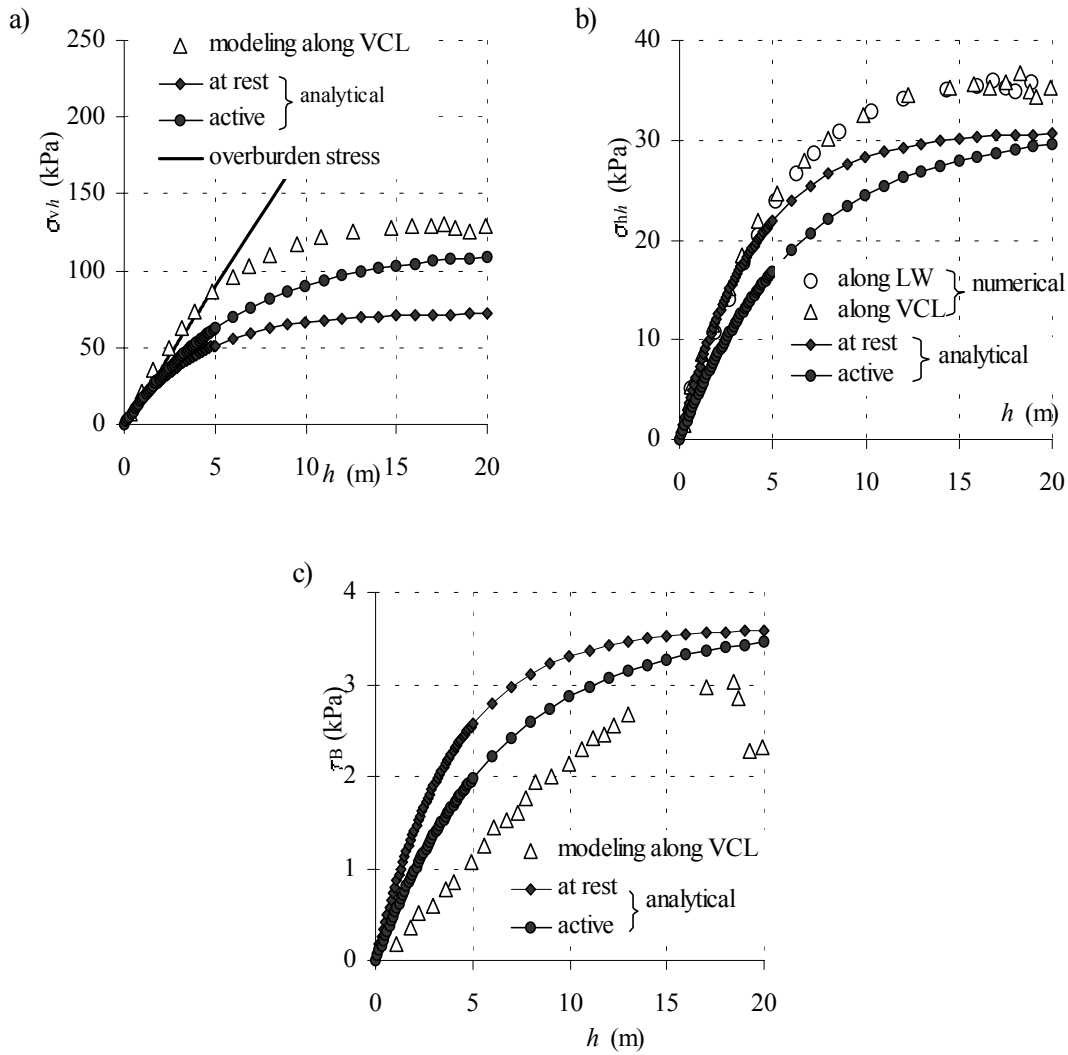 a)
250
200
150
100
50
0
σvh (kPa)
modeling along VCL
at rest
active
analytical
overburden stress
0 5 10 15 20
h (m)
b)
40
30
20
10
0
σhh (kPa)
along LW
along VCL
numerical
at rest
active
analytical
h (m)
0 5 10 15 20
c)
4
3
2
1
0
τB (kPa)
modeling along VCL
at rest
active
analytical
0 5 10 15 20
h (m)